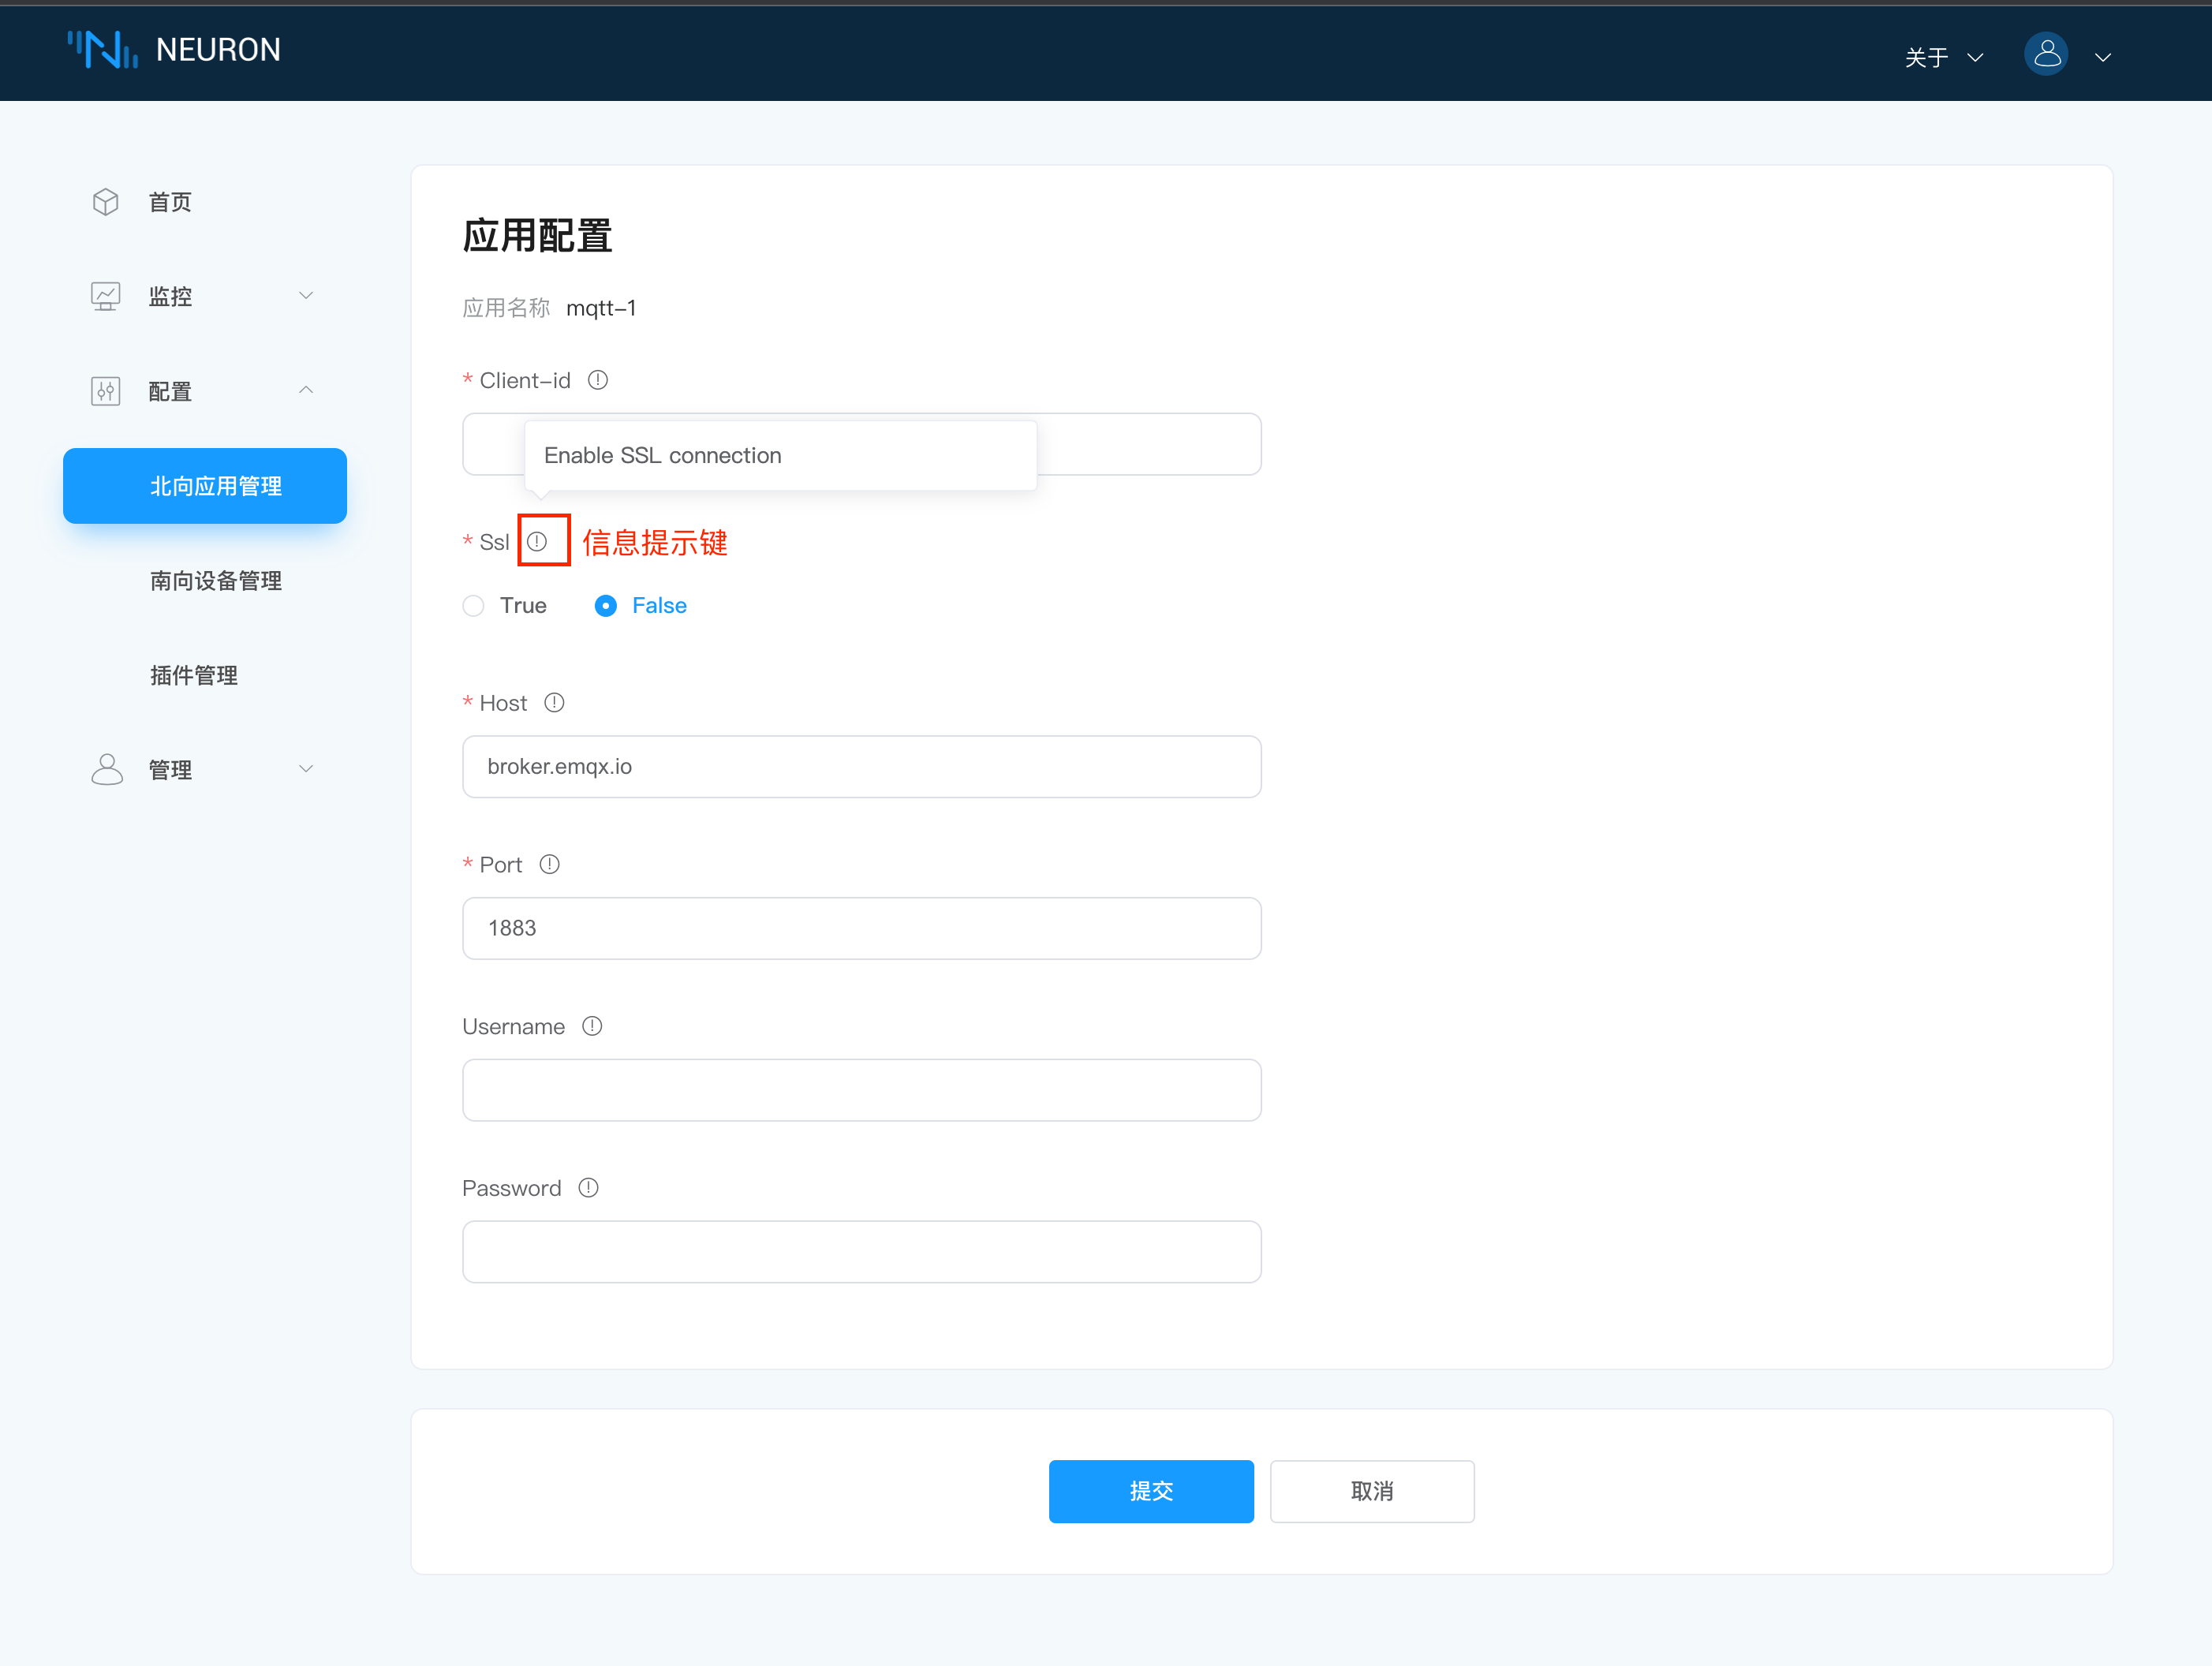 NEURON
关于
首页
监控
配置
北向应用管理
南向设备管理
插件管理
管理
应用配置
应用名称 mqtt-1
* Client-id
Enable SSL connection
* Ssl 信息提示键
True False
* Host
broker.emqx.io
* Port
1883
Username
Password
提交 取消